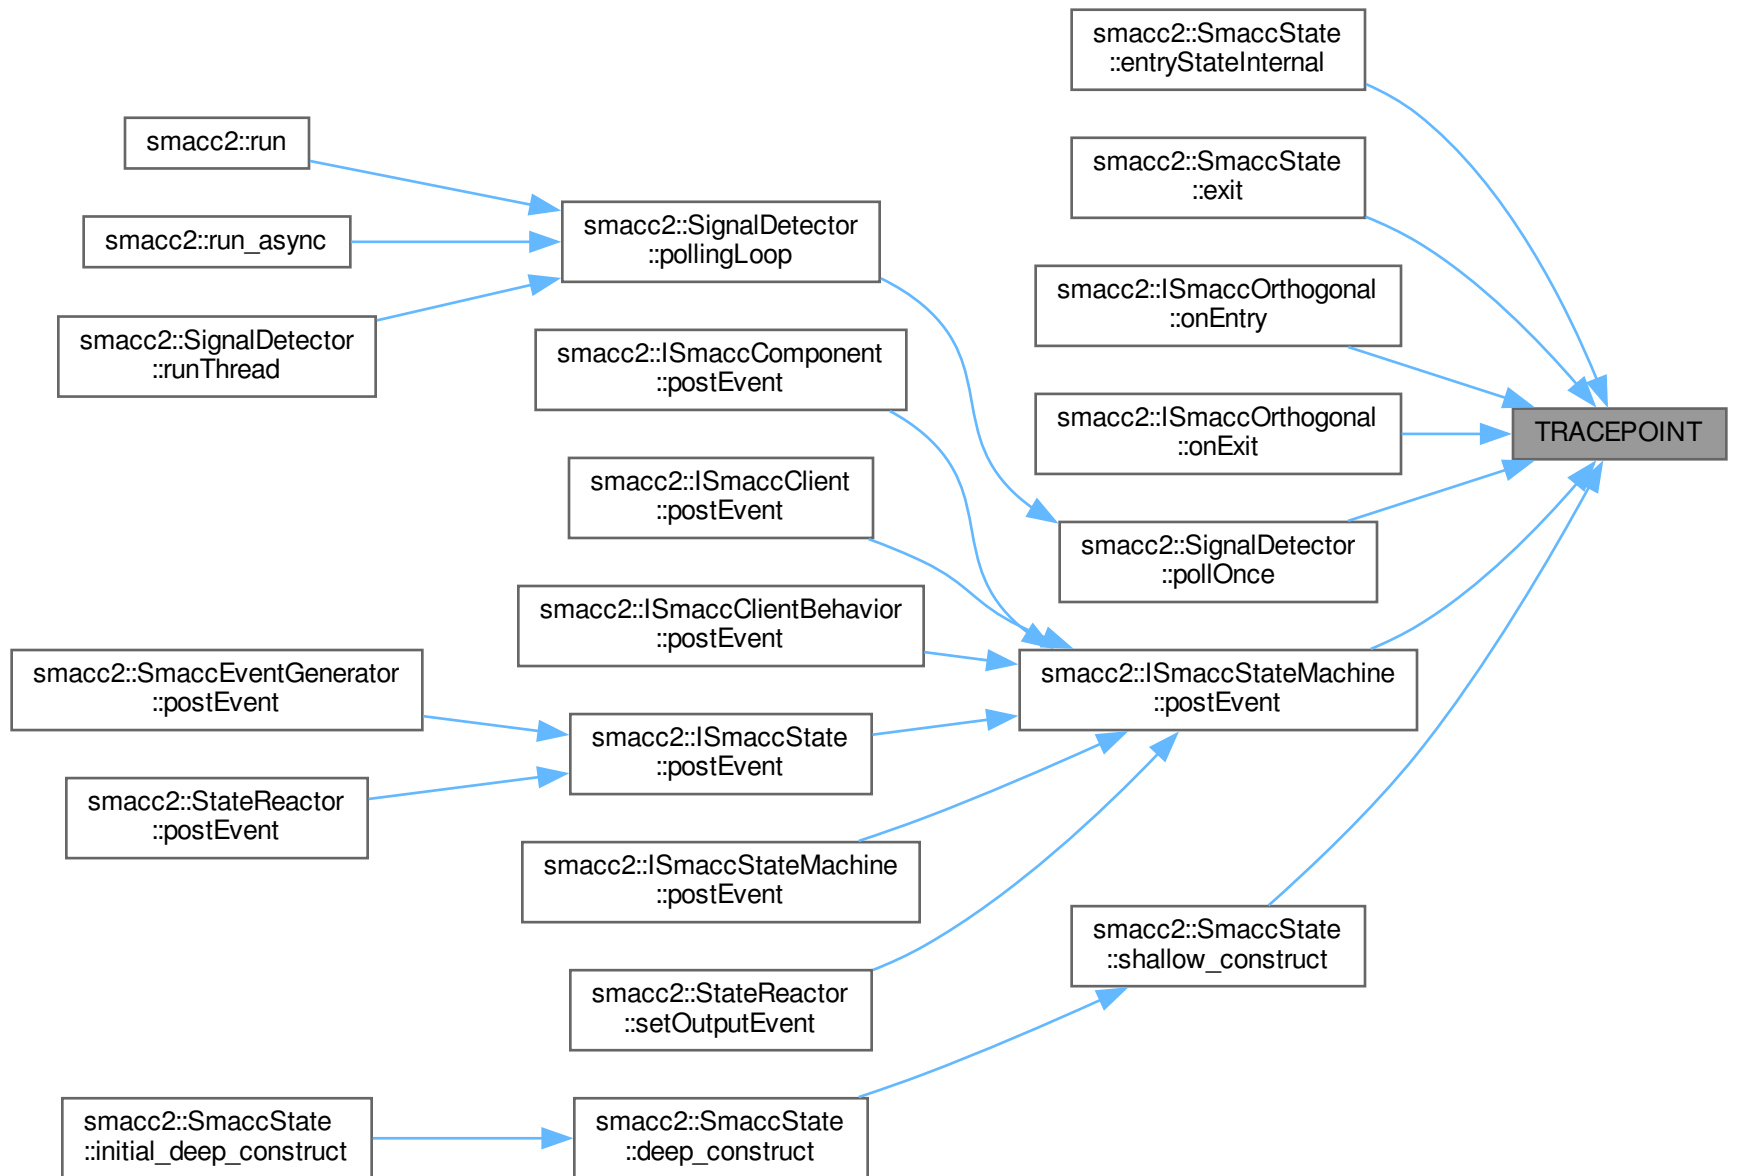 smacc2::SmaccState
::entryStateInternal
smacc2::run
smacc2::SmaccState
::exit
smacc2::SignalDetector
::pollingLoop
smacc2::run_async
smacc2::ISmaccOrthogonal
::onEntry
smacc2::SignalDetector
::runThread
smacc2::ISmaccComponent
::postEvent
smacc2::ISmaccOrthogonal
::onExit
TRACEPOINT
smacc2::ISmaccClient
::postEvent
smacc2::SignalDetector
::pollOnce
smacc2::ISmaccClientBehavior
::postEvent
smacc2::ISmaccStateMachine
::postEvent
smacc2::SmaccEventGenerator
::postEvent
smacc2::ISmaccState
::postEvent
smacc2::StateReactor
::postEvent
smacc2::ISmaccStateMachine
::postEvent
smacc2::SmaccState
::shallow_construct
smacc2::StateReactor
::setOutputEvent
smacc2::SmaccState
::initial_deep_construct
smacc2::SmaccState
::deep_construct